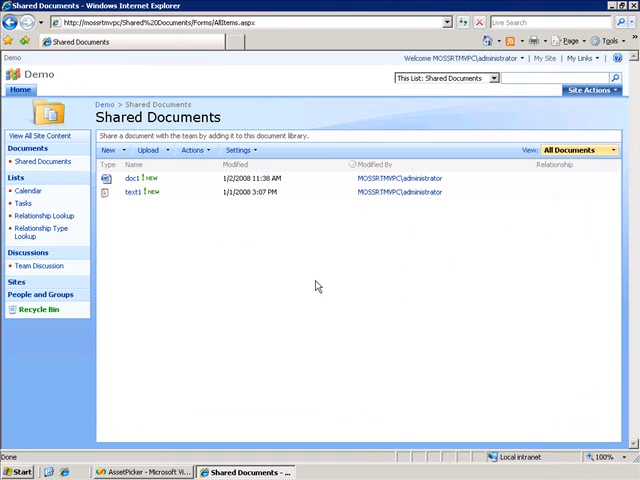 Shared Documents - Windows Internet Explorer
http://mossrtmvpc/Shared%20Documents/Forms/AllItems.aspx
Live Search
Shared Documents
Page
Tools
Demo
Welcome MOSSRTMVPC\administrator
My Site
My Links
Demo
This List: Shared Documents
Home
Site Actions
Demo > Shared Documents
Shared Documents
View All Site Content
Share a document with the team by adding it to this document library.
Documents
Shared Documents
Lists
Calendar
Tasks
Relationship Lookup
Relationship Type
Lookup
Discussions
Team Discussion
Sites
People and Groups
Recycle Bin
New
Upload
Actions
Settings
View:
All Documents
Type
Name
Modified
Modified By
Relationship
doc1 ! NEW
1/2/2008 11:38 AM
MOSSRTMVPC\administrator
text1 ! NEW
1/1/2008 3:07 PM
MOSSRTMVPC\administrator
Done
Local intranet
100%
Start
AssetPicker - Microsoft Vi...
Shared Documents - ...